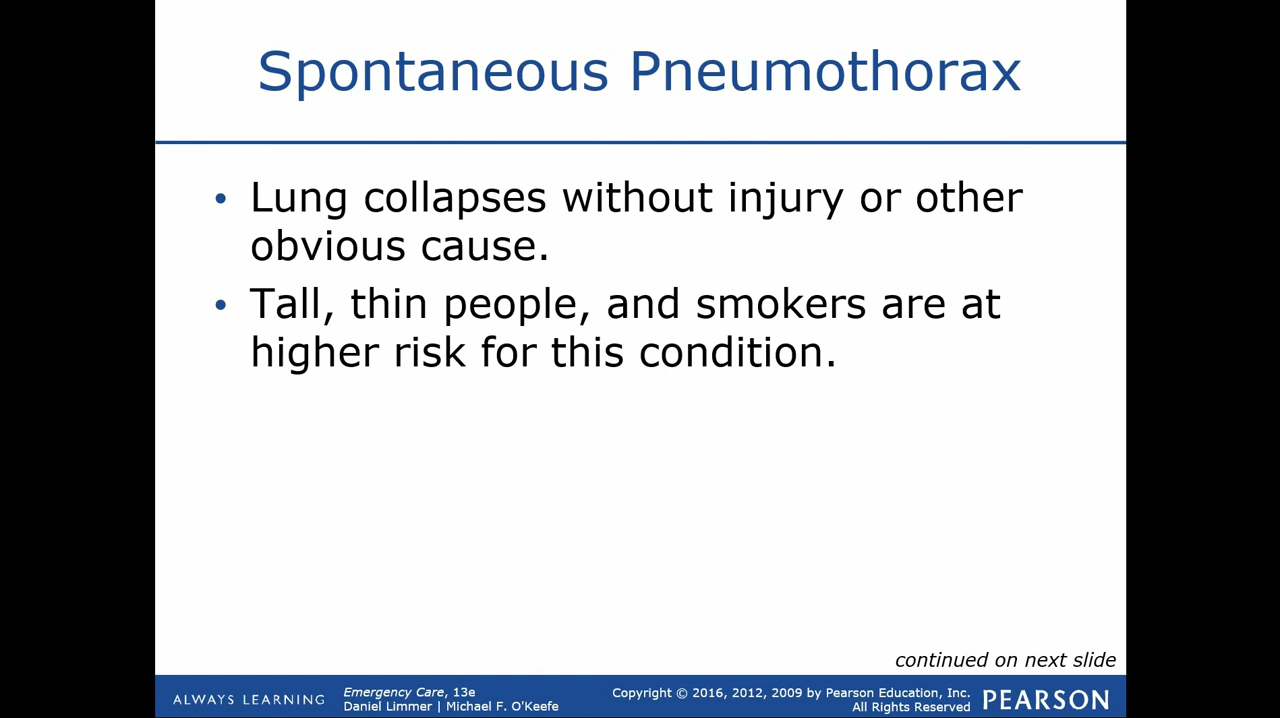 Spontaneous Pneumothorax
• Lung collapses without injury or other
obvious cause.
• Tall, thin people, and smokers are at
higher risk for this condition.
continued on next slide
ALWAYS LEARNING
Emergency Care, 13e
Daniel Limmer | Michael F. O'Keefe
Copyright © 2016, 2012, 2009 by Pearson Education, Inc.
All Rights Reserved
PEARSON